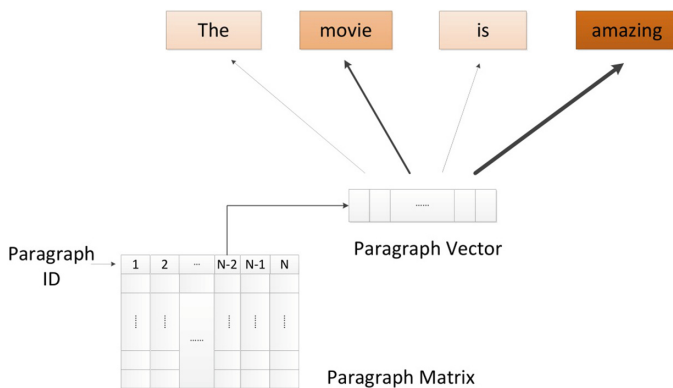 The movie is amazing
......
Paragraph Vector
Paragraph
ID
1 2 ... N-2 N-1 N
...... ...... ...... ...... ...... ......
Paragraph Matrix